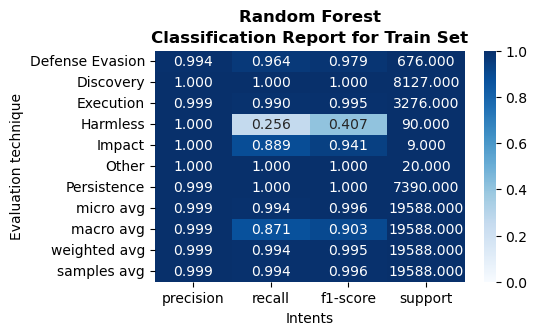 Random Forest
Classification Report for Train Set
Evaluation technique
Defense Evasion 0.994 0.964 0.979 676.000
Discovery 1.000 1.000 1.000 8127.000
Execution 0.999 0.990 0.995 3276.000
Harmless 1.000 0.256 0.407 90.000
Impact 1.000 0.889 0.941 9.000
Other 1.000 1.000 1.000 20.000
Persistence 0.999 1.000 1.000 7390.000
micro avg 0.999 0.994 0.996 19588.000
macro avg 0.999 0.871 0.903 19588.000
weighted avg 0.999 0.994 0.995 19588.000
samples avg 0.999 0.994 0.996 19588.000
precision recall f1-score support
Intents
1.0
0.8
0.6
0.4
0.2
0.0